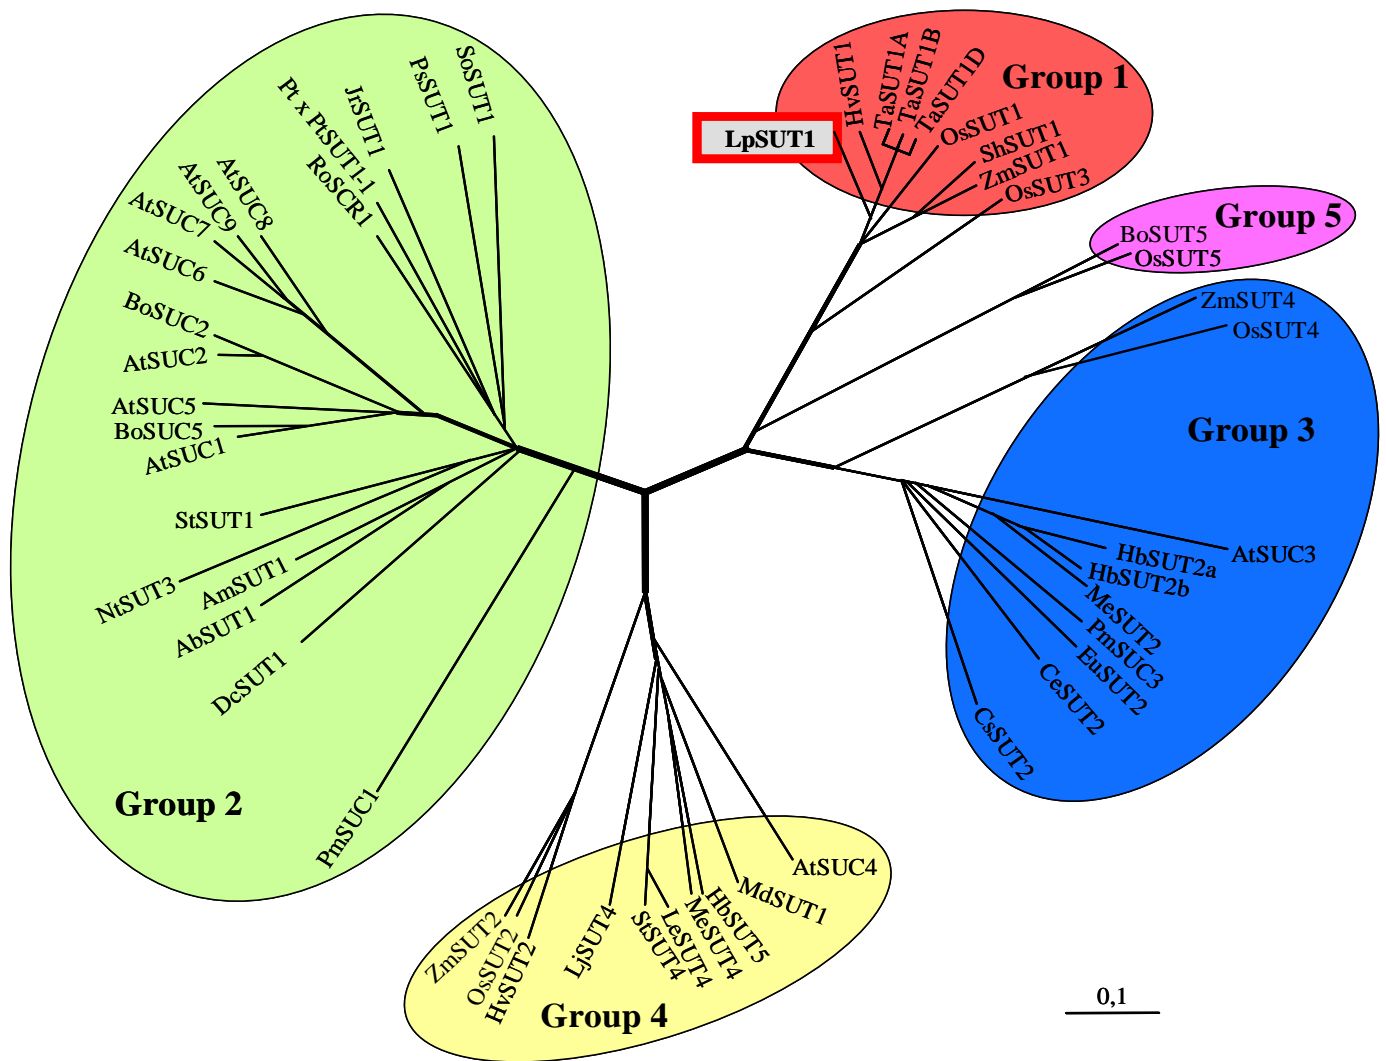 Group 1
HvSUT1
TaSUT1A
TaSUT1B
TaSUT1D
LpSUT1
OsSUT1
ShSUT1
ZmSUT1
OsSUT3
Group 5
BoSUT5
OsSUT5
ZmSUT4
OsSUT4
Group 3
AtSUC3
HbSUT2a
HbSUT2b
MeSUT2
PmSUC3
EuSUT2
CeSUT2
CsSUT2
SoSUT1
PsSUT1
JrSUT1
Pt x PtSUT1-1
RoSCR1
AtSUC8
AtSUC9
AtSUC7
AtSUC6
BoSUC2
AtSUC2
AtSUC5
BoSUC5
AtSUC1
StSUT1
NtSUT3
AmSUT1
AbSUT1
DcSUT1
PmSUC1
Group 2
ZmSUT2
OsSUT2
HvSUT2
LjSUT4
StSUT4
LeSUT4
MeSUT4
HbSUT5
MdSUT1
AtSUC4
Group 4
0,1